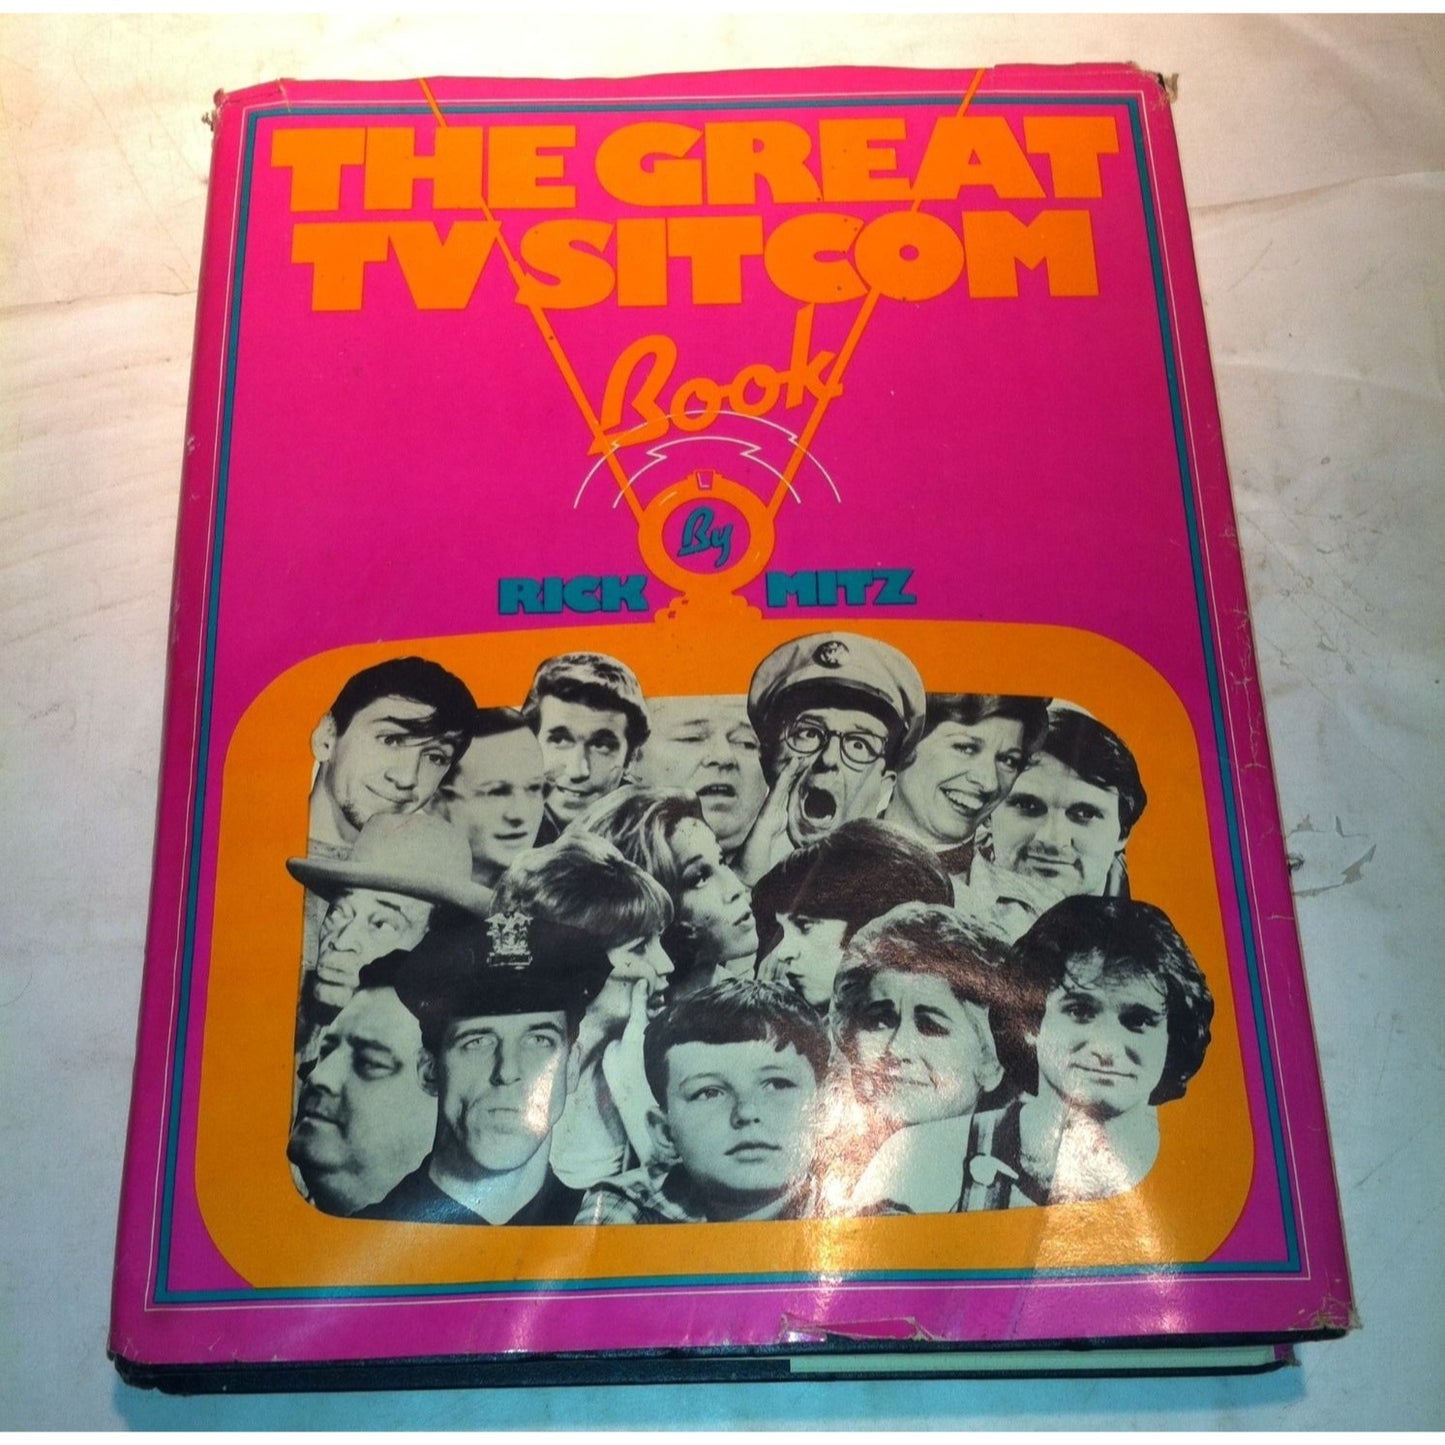 THE GREAT
TV SITCOM
Book
By
RICK MITZ